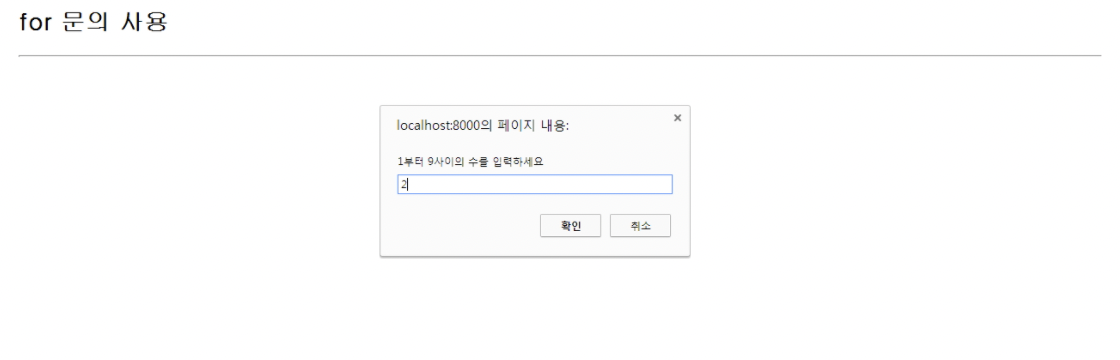 for 문의 사용
localhost:8000의 페이지 내용:
1부터 9사이의 수를 입력하세요
2
확인 취소